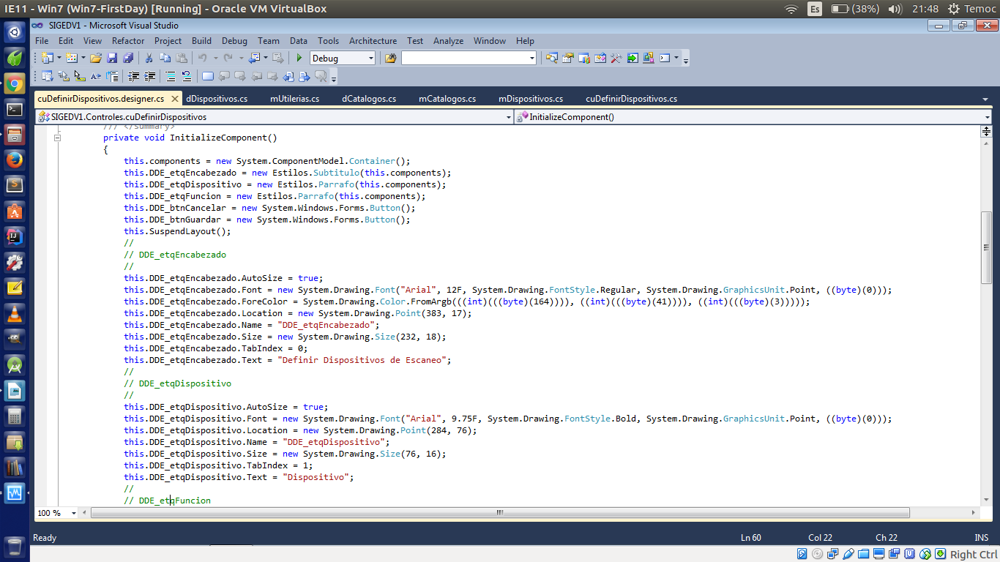 IE11 - Win7 (Win7-FirstDay) [Running] - Oracle VM VirtualBox
Es (38%) 21:48 Temoc
SIGEDV1 - Microsoft Visual Studio
File Edit View Refactor Project Build Debug Team Data Tools Architecture Test Analyze Window Help
Debug
cuDefinirDispositivos.designer.cs dDispositivos.cs mUtilerias.cs dCatalogos.cs mCatalogos.cs mDispositivos.cs cuDefinirDispositivos.cs
SIGEDV1.Controles.cuDefinirDispositivos InitializeComponent()
/// </summary>
private void InitializeComponent()
{
this.components = new System.ComponentModel.Container();
this.DDE_etqEncabezado = new Estilos.Subtitulo(this.components);
this.DDE_etqDispositivo = new Estilos.Parrafo(this.components);
this.DDE_etqFuncion = new Estilos.Parrafo(this.components);
this.DDE_btnCancelar = new System.Windows.Forms.Button();
this.DDE_btnGuardar = new System.Windows.Forms.Button();
this.SuspendLayout();
//
// DDE_etqEncabezado
//
this.DDE_etqEncabezado.AutoSize = true;
this.DDE_etqEncabezado.Font = new System.Drawing.Font("Arial", 12F, System.Drawing.FontStyle.Regular, System.Drawing.GraphicsUnit.Point, ((byte)(0)));
this.DDE_etqEncabezado.ForeColor = System.Drawing.Color.FromArgb(((int)(((byte)(164)))), ((int)(((byte)(41)))), ((int)(((byte)(3)))));
this.DDE_etqEncabezado.Location = new System.Drawing.Point(383, 17);
this.DDE_etqEncabezado.Name = "DDE_etqEncabezado";
this.DDE_etqEncabezado.Size = new System.Drawing.Size(232, 18);
this.DDE_etqEncabezado.TabIndex = 0;
this.DDE_etqEncabezado.Text = "Definir Dispositivos de Escaneo";
//
// DDE_etqDispositivo
//
this.DDE_etqDispositivo.AutoSize = true;
this.DDE_etqDispositivo.Font = new System.Drawing.Font("Arial", 9.75F, System.Drawing.FontStyle.Bold, System.Drawing.GraphicsUnit.Point, ((byte)(0)));
this.DDE_etqDispositivo.Location = new System.Drawing.Point(284, 76);
this.DDE_etqDispositivo.Name = "DDE_etqDispositivo";
this.DDE_etqDispositivo.Size = new System.Drawing.Size(76, 16);
this.DDE_etqDispositivo.TabIndex = 1;
this.DDE_etqDispositivo.Text = "Dispositivo";
//
// DDE_etqFuncion
100 %
Ready Ln 60 Col 22 Ch 22 INS
Right Ctrl